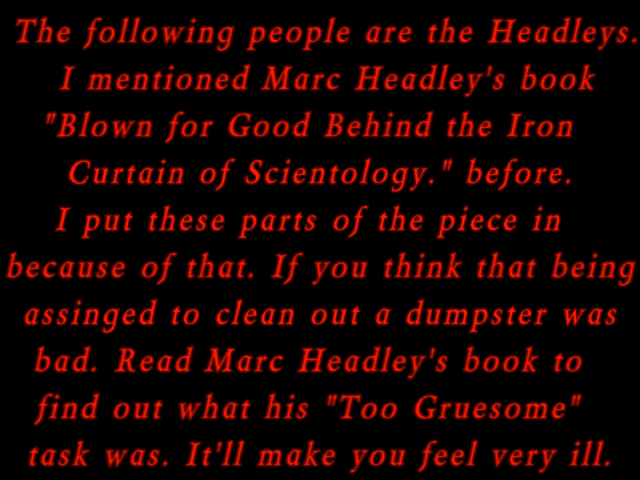 The following people are the Headleys.
I mentioned Marc Headley's book
"Blown for Good Behind the Iron
Curtain of Scientology." before.
I put these parts of the piece in
because of that. If you think that being
assinged to clean out a dumpster was
bad. Read Marc Headley's book to
find out what his "Too Gruesome"
task was. It'll make you feel very ill.